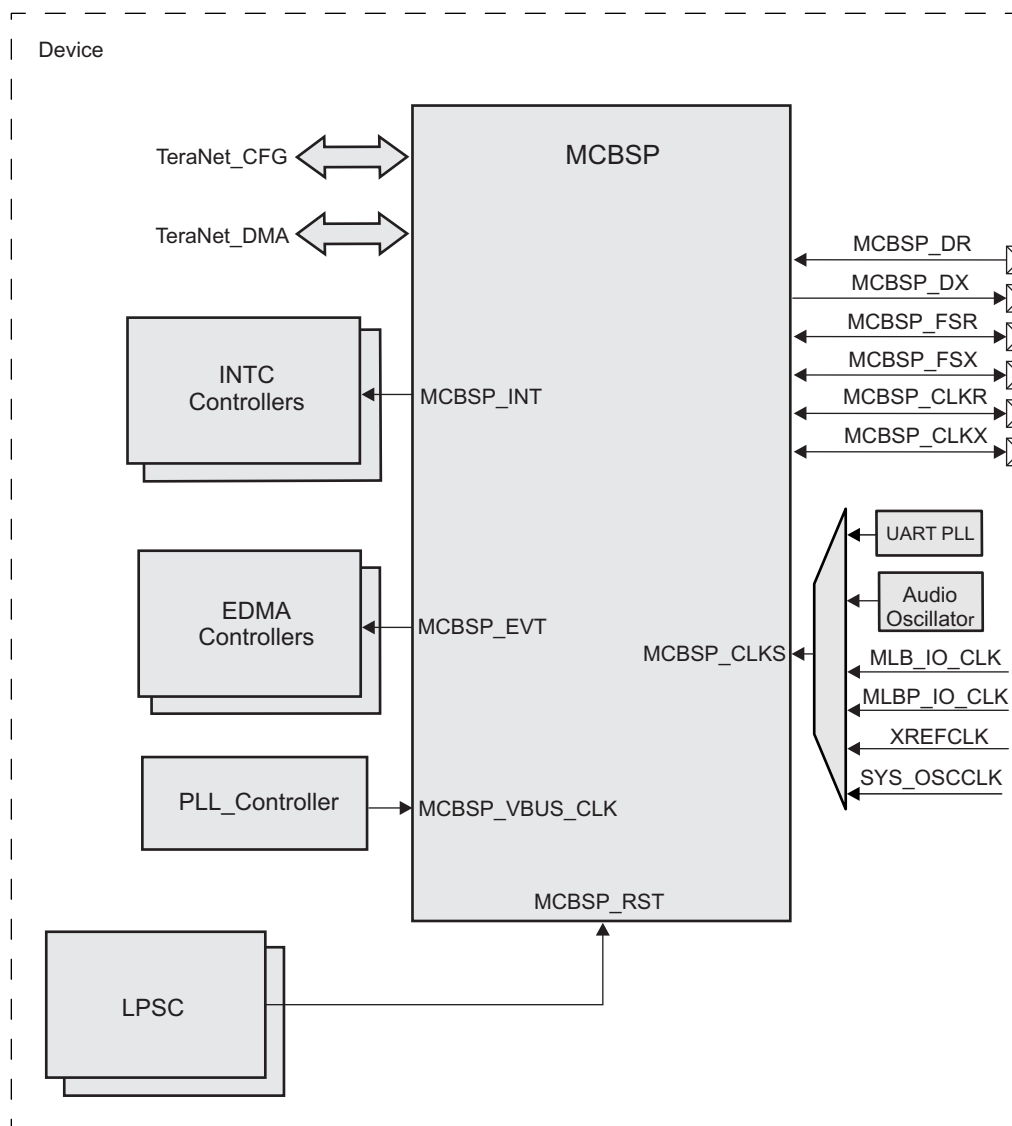 Device
MCBSP
TeraNet_CFG
TeraNet_DMA
MCBSP_DR
MCBSP_DX
MCBSP_FSR
MCBSP_FSX
MCBSP_CLKR
MCBSP_CLKX
INTC
Controllers
MCBSP_INT
UART PLL
Audio
Oscillator
EDMA
Controllers
MCBSP_EVT
MCBSP_CLKS
MLB_IO_CLK
MLBP_IO_CLK
XREFCLK
SYS_OSCCLK
PLL_Controller
MCBSP_VBUS_CLK
MCBSP_RST
LPSC